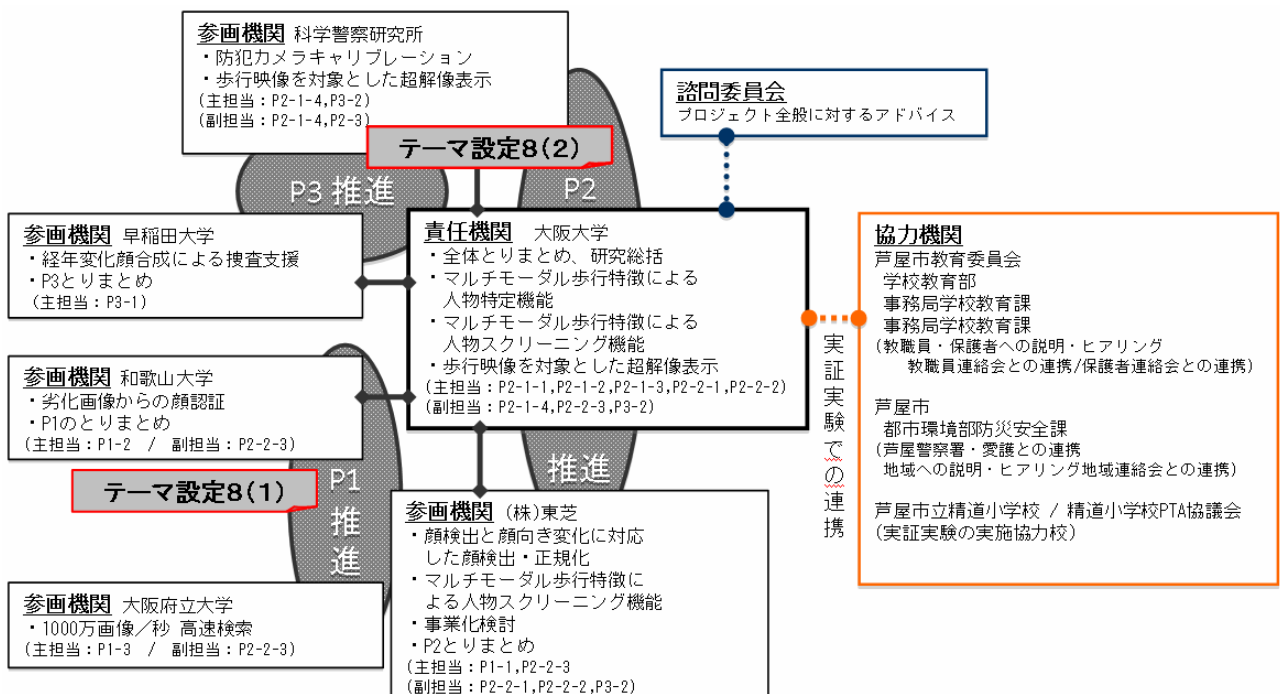 参画機関 科学警察研究所
・防犯カメラキャリブレーション
・歩行映像を対象とした超解像表示
(主担当：P2-1-4,P3-2)
(副担当：P2-1-4,P2-3)
テーマ設定8(2)
諮問委員会
プロジェクト全般に対するアドバイス
P3 推進
P2
参画機関 早稲田大学
・経年変化顔合成による捜査支援
・P3とりまとめ
(主担当：P3-1)
責任機関 大阪大学
・全体とりまとめ、研究総括
・マルチモーダル歩行特徴による
人物特定機能
・マルチモーダル歩行特徴による
人物スクリーニング機能
・歩行映像を対象とした超解像表示
(主担当：P2-1-1,P2-1-2,P2-1-3,P2-2-1,P2-2-2)
(副担当：P2-1-4,P2-2-3,P3-2)
実証実験での連携
協力機関
芦屋市教育委員会
学校教育部
事務局学校教育課
事務局学校教育課
(教職員・保護者への説明・ヒアリング
教職員連絡会との連携/保護者連絡会との連携)
芦屋市
都市環境部防災安全課
(芦屋警察署・愛護との連携
地域への説明・ヒアリング地域連絡会との連携)
芦屋市立精道小学校 / 精道小学校PTA協議会
(実証実験の実施協力校)
参画機関 和歌山大学
・劣化画像からの顔認証
・P1のとりまとめ
(主担当：P1-2 / 副担当：P2-2-3)
テーマ設定8(1)
P1
推
進
推進
参画機関 (株)東芝
・顔検出と顔向き変化に対応
した顔検出・正規化
・マルチモーダル歩行特徴に
よる人物スクリーニング機能
・事業化検討
・P2とりまとめ
(主担当：P1-1,P2-2-3
(副担当：P2-2-1,P2-2-2,P3-2)
参画機関 大阪府立大学
・1000万画像／秒 高速検索
(主担当：P1-3 / 副担当：P2-2-3)